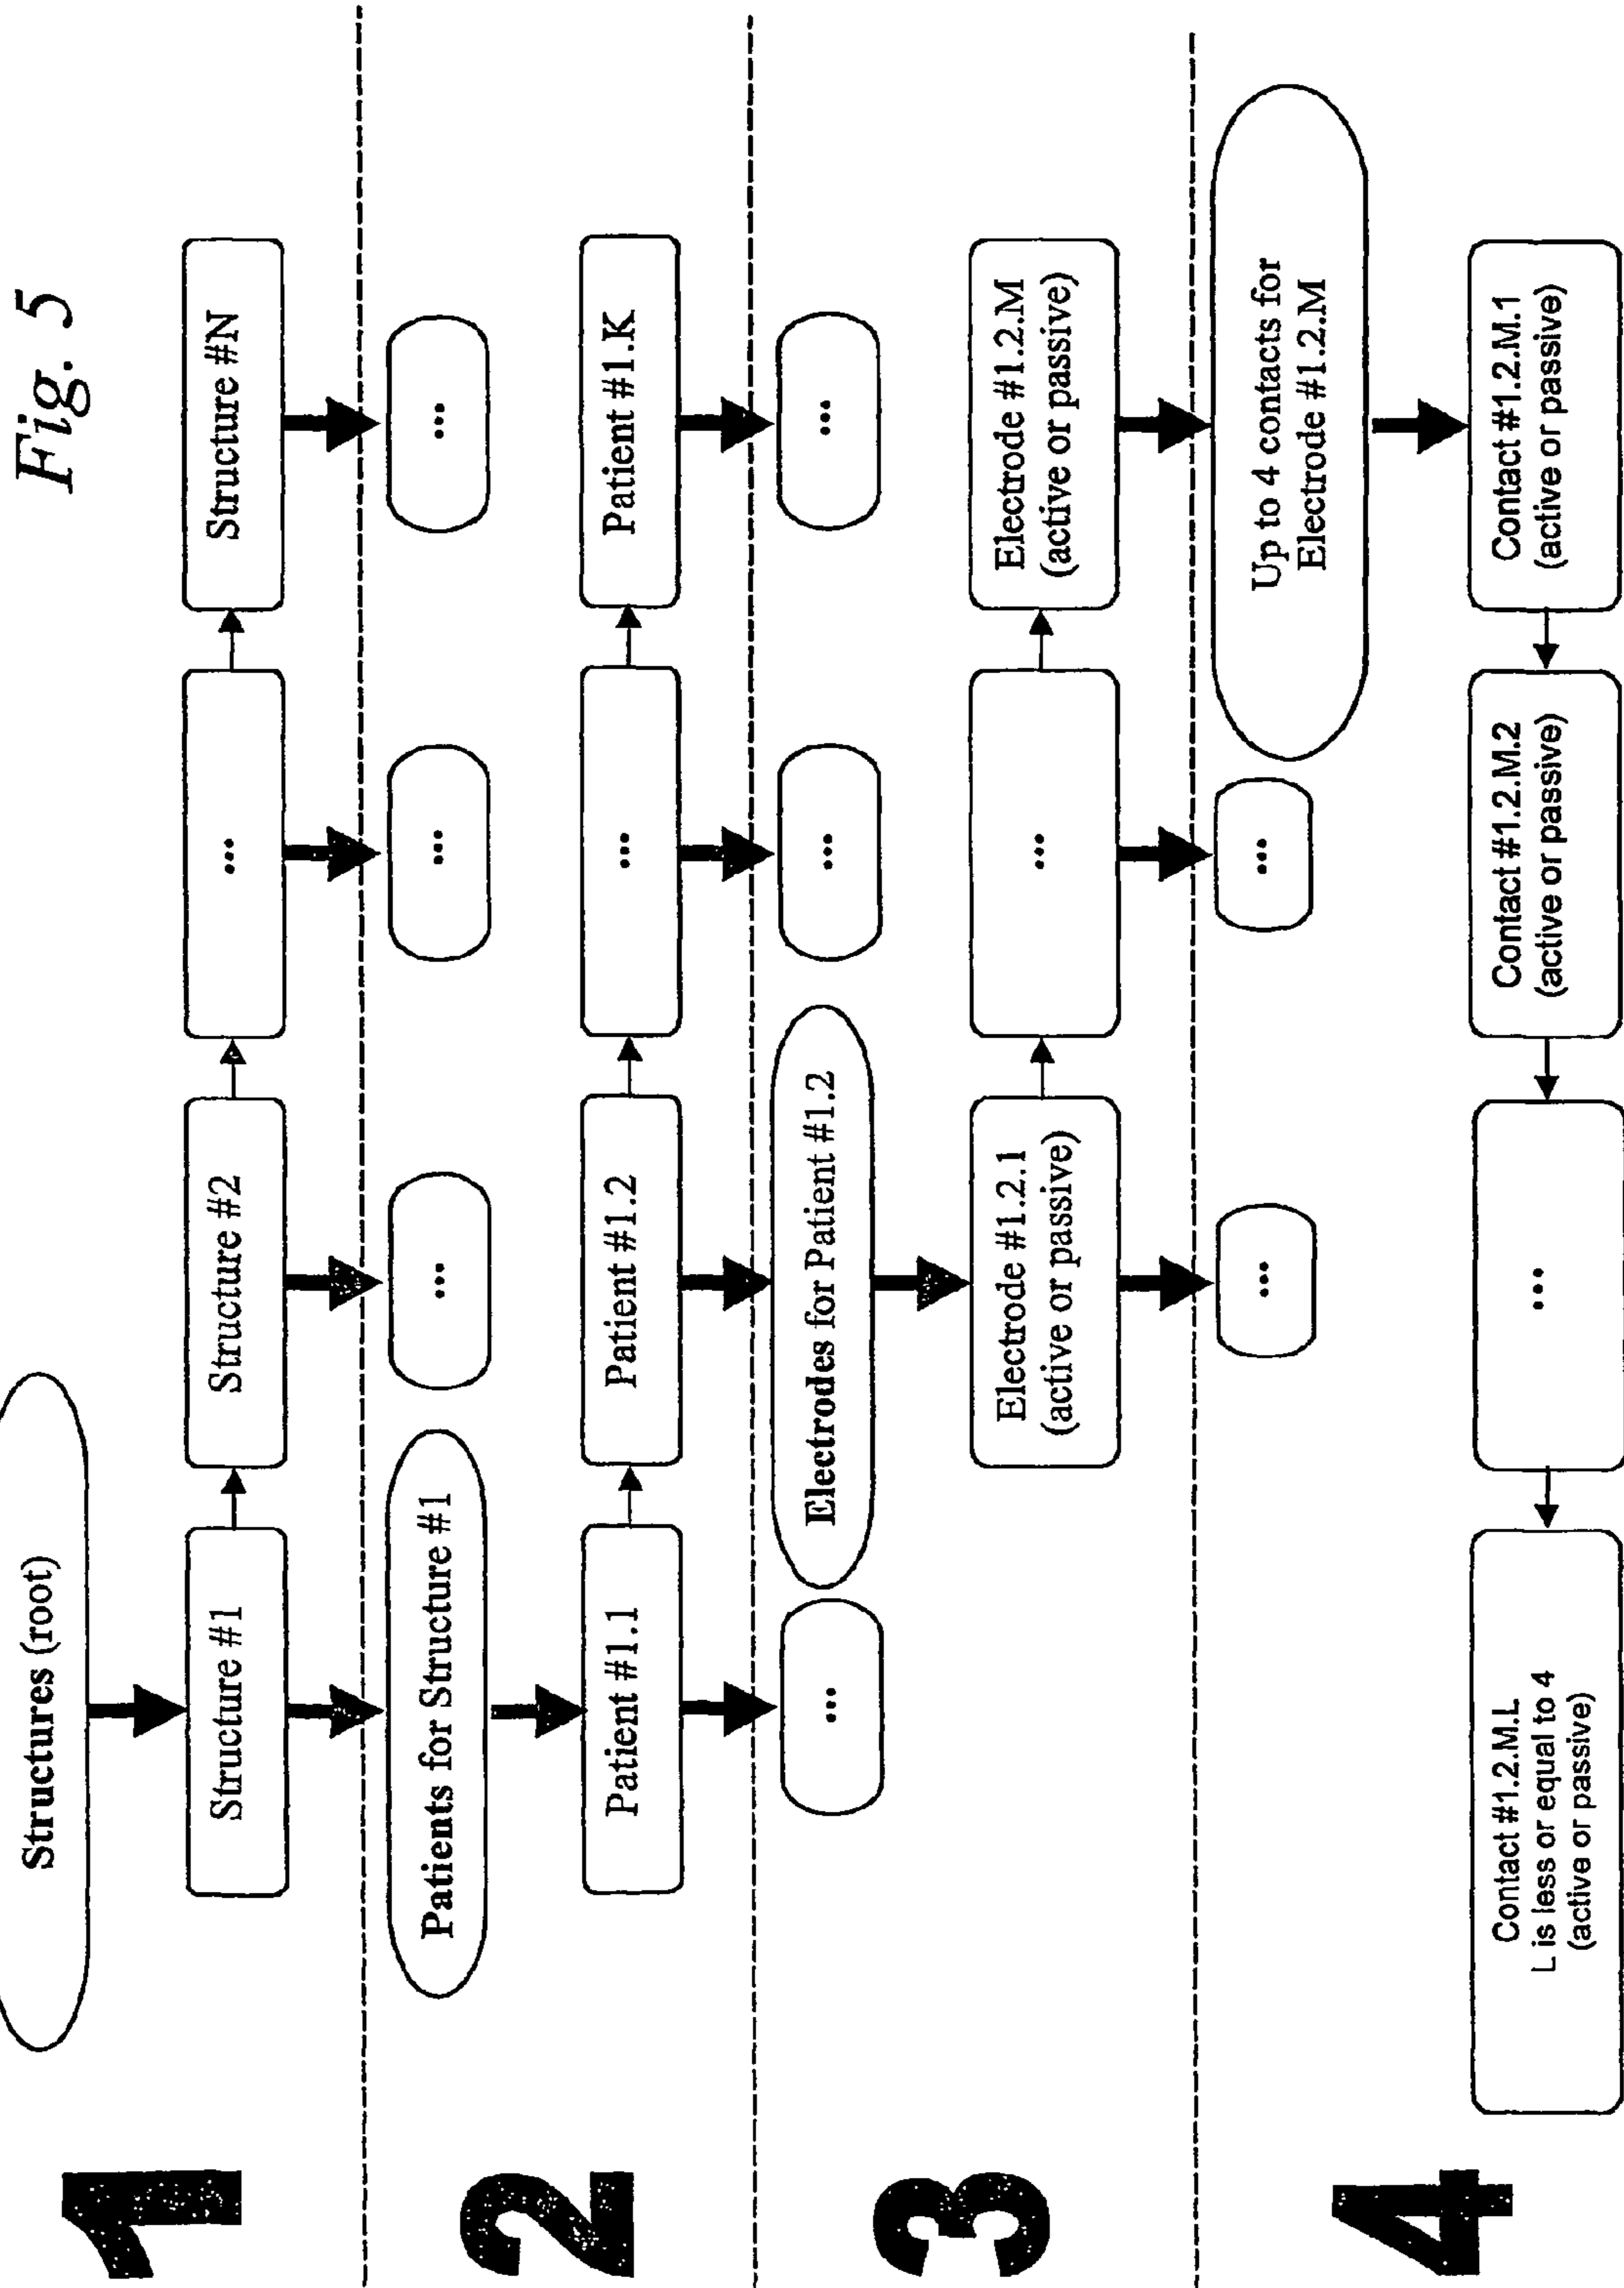 Fig. 5
1
Structures (root)
Structure #1
Structure #2
...
Structure #N
2
Patients for Structure #1
...
...
...
Patient #1.1
Patient #1.2
...
Patient #1.K
3
...
Electrodes for Patient #1.2
...
...
Electrode #1.2.1
(active or passive)
...
Electrode #1.2.M
(active or passive)
4
...
...
Up to 4 contacts for
Electrode #1.2.M
Contact #1.2.M.L
L is less or equal to 4
(active or passive)
...
Contact #1.2.M.2
(active or passive)
Contact #1.2.M.1
(active or passive)